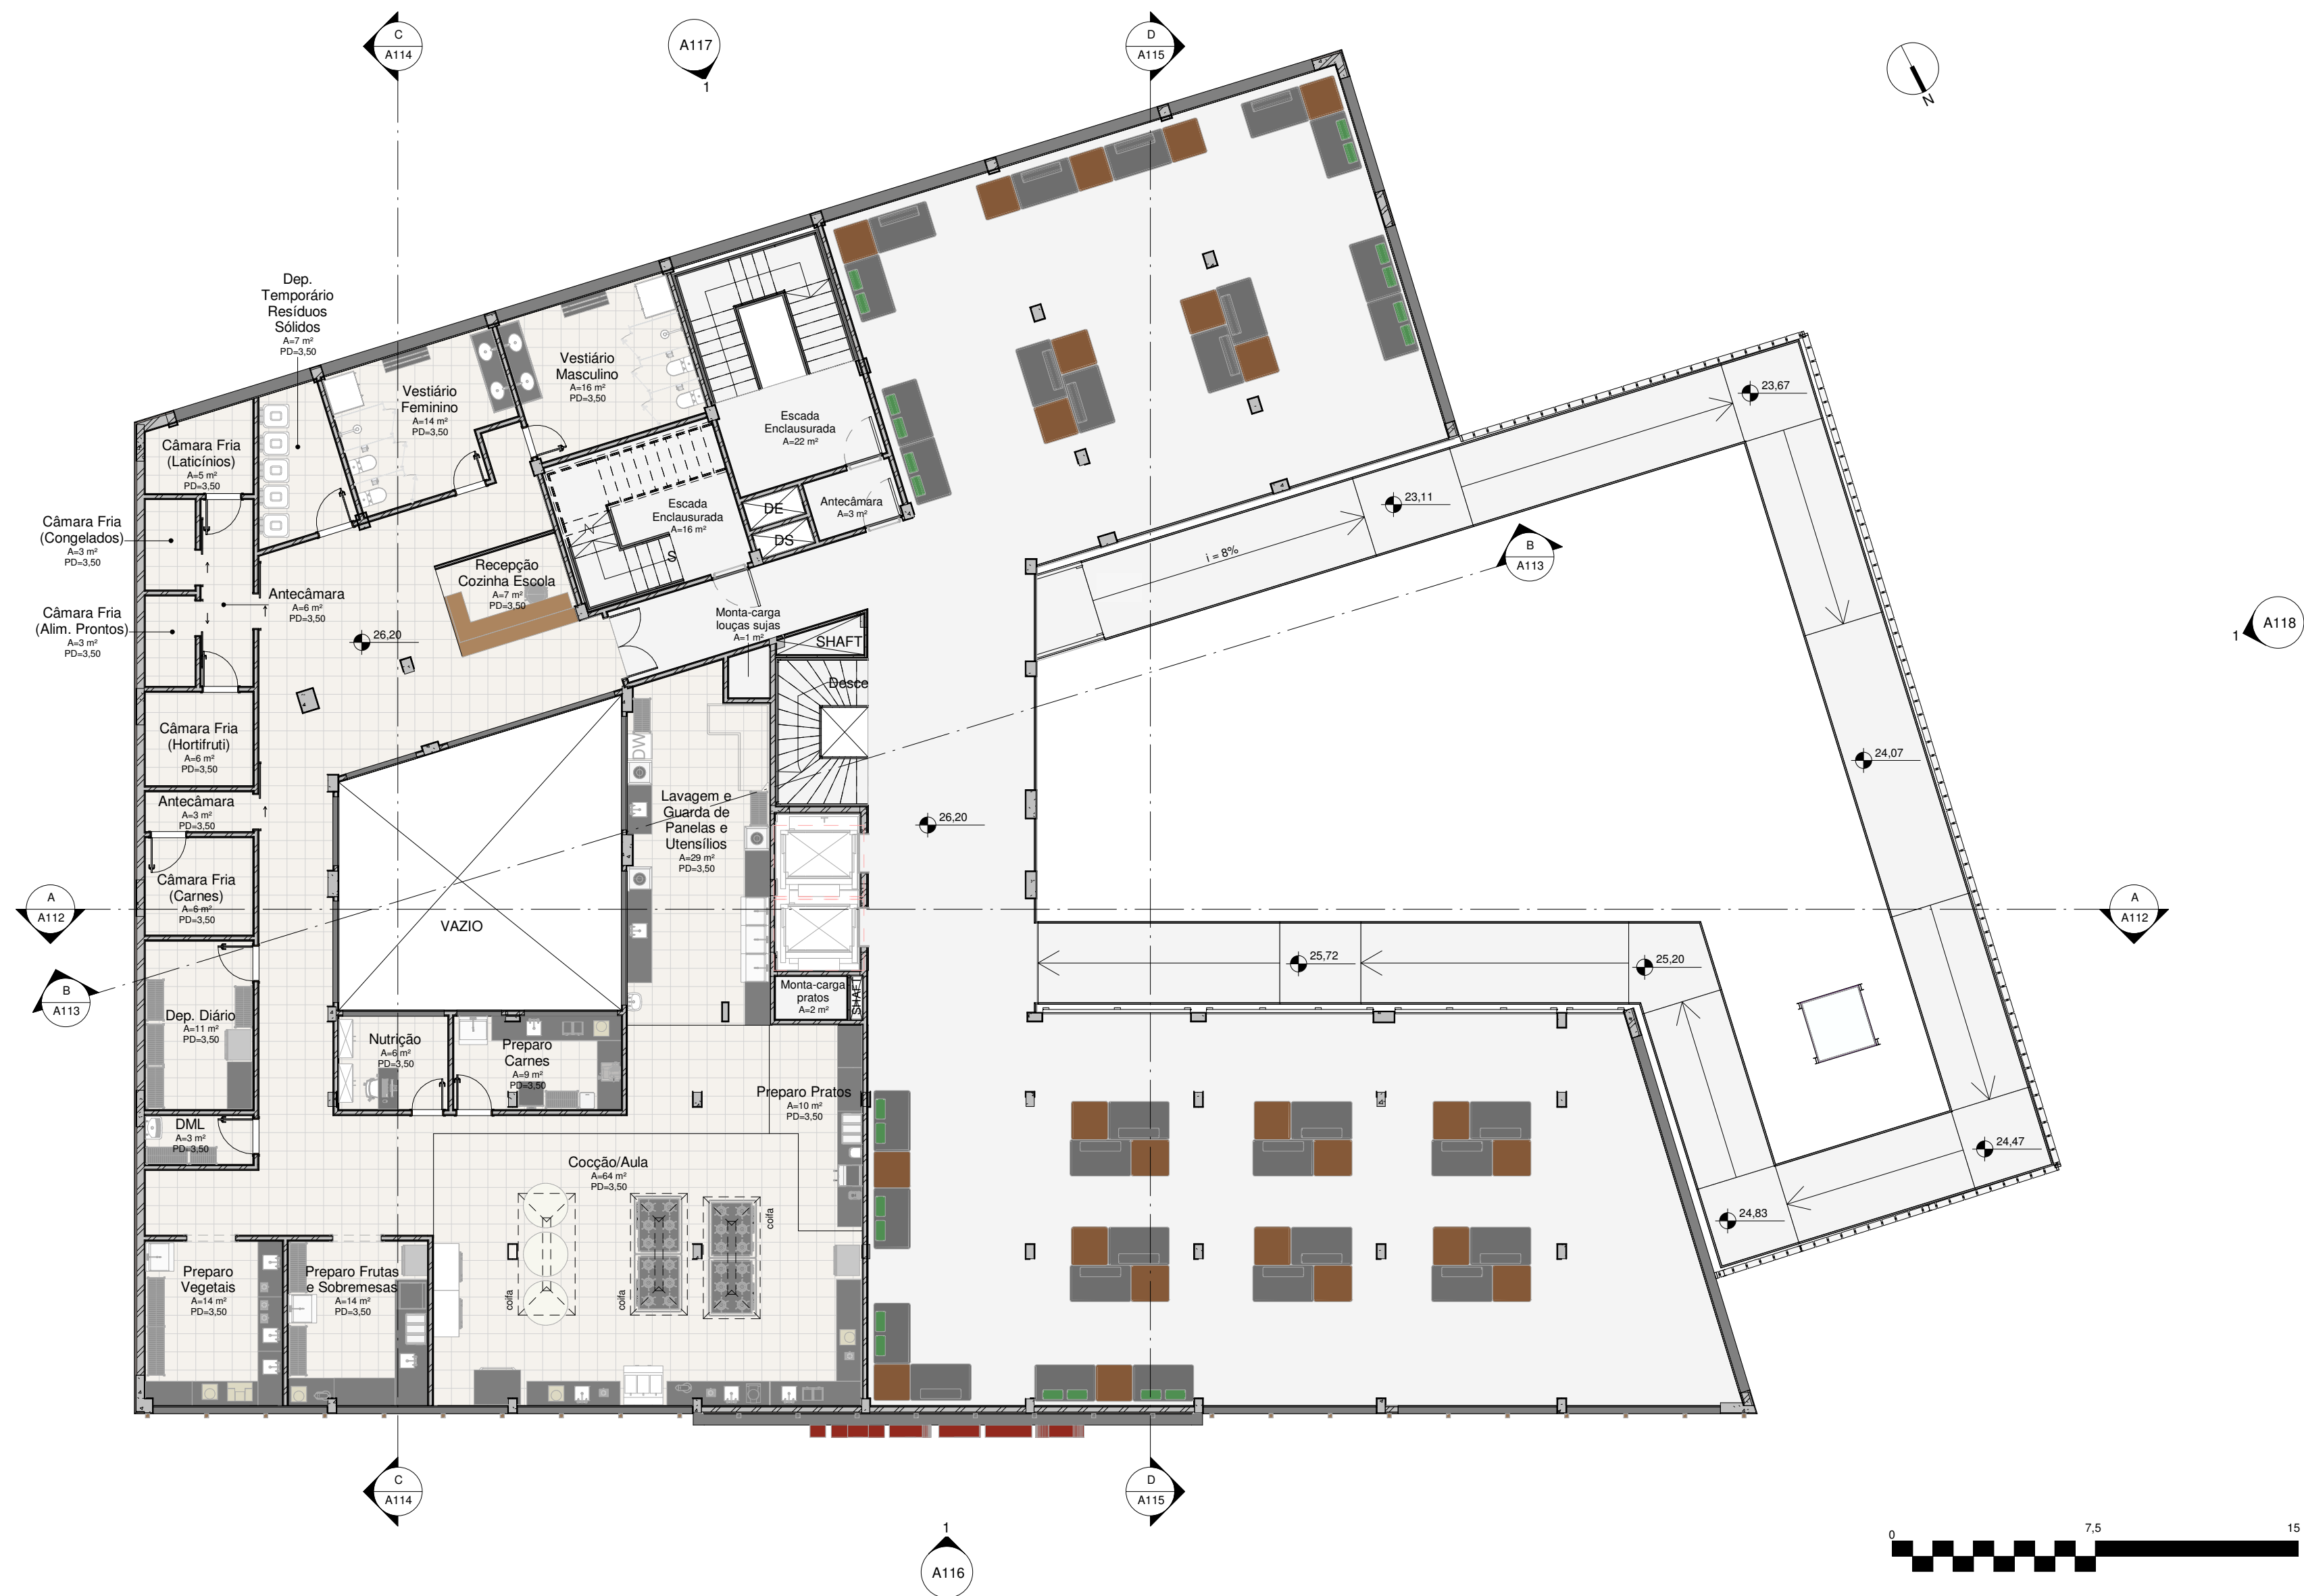 C
A114
A117
1
D
A115
N
Dep.
Temporário
Resíduos
Sólidos
A=7 m²
PD=3,50
Vestiário
Masculino
A=16 m²
PD=3,50
Vestiário
Feminino
A=14 m²
PD=3,50
Escada
Enclausurada
A=22 m²
23,67
Câmara Fria
(Laticínios)
A=5 m²
PD=3,50
Escada
Enclausurada
A=16 m²
S
DE
DS
Antecâmara
A=3 m²
23,11
i = 8%
B
A113
Câmara Fria
(Congelados)
A=3 m²
PD=3,50
Câmara Fria
(Alim. Prontos)
A=3 m²
PD=3,50
Antecâmara
A=6 m²
PD=3,50
Recepção
Cozinha Escola
A=7 m²
PD=3,50
26,20
Monta-carga
louças sujas
A=1 m²
SHAFT
Desce
1
A118
Câmara Fria
(Hortifruti)
A=6 m²
PD=3,50
DW
24,07
Antecâmara
A=3 m²
PD=3,50
Lavagem e
Guarda de
Panelas e
Utensílios
A=29 m²
PD=3,50
26,20
Câmara Fria
(Carnes)
A=6 m²
PD=3,50
A
A112
VAZIO
A
A112
25,72
25,20
B
A113
Monta-carga
pratos
A=2 m²
SHAFT
Dep. Diário
A=11 m²
PD=3,50
Nutrição
A=6 m²
PD=3,50
Preparo
Carnes
A=9 m²
PD=3,50
Preparo Pratos
A=10 m²
PD=3,50
DML
A=3 m²
PD=3,50
24,47
Cocção/Aula
A=64 m²
PD=3,50
24,83
coifa
coifa
coifa
Preparo
Vegetais
A=14 m²
PD=3,50
Preparo Frutas
e Sobremesas
A=14 m²
PD=3,50
C
A114
D
A115
1
A116
0
7,5
15